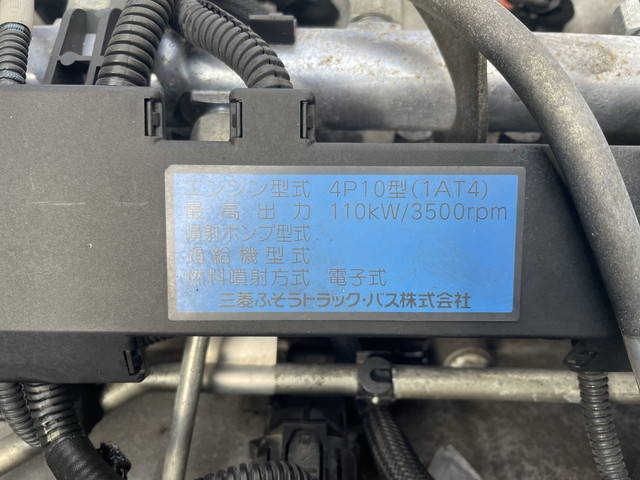 エンジン型式 4P10型(1AT4)
最高出力 110kW/3500rpm
噴射ポンプ型式
過給機型式
燃料噴射方式 電子式
三菱ふそうトラック・バス株式会社